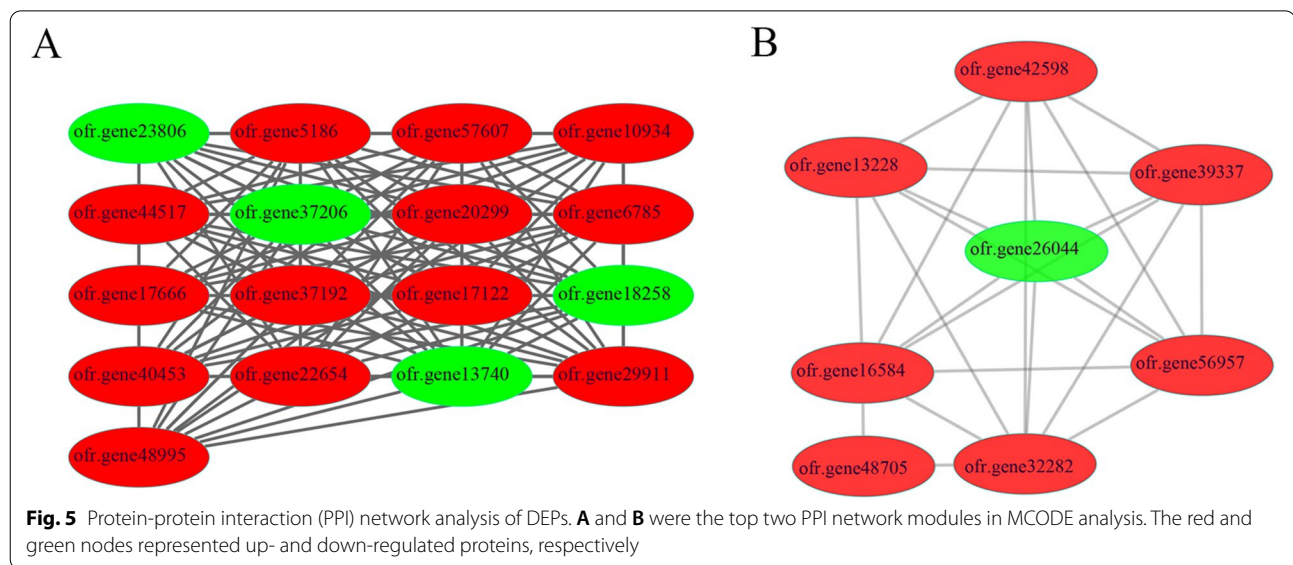 A
ofr.gene23806 ofr.gene5186 ofr.gene57607 ofr.gene10934
ofr.gene44517 ofr.gene37206 ofr.gene20299 ofr.gene6785
ofr.gene17666 ofr.gene37192 ofr.gene17122 ofr.gene18258
ofr.gene40453 ofr.gene22654 ofr.gene13740 ofr.gene29911
ofr.gene48995
B
ofr.gene42598
ofr.gene13228 ofr.gene39337
ofr.gene26044
ofr.gene16584 ofr.gene56957
ofr.gene48705 ofr.gene32282
Fig. 5 Protein-protein interaction (PPI) network analysis of DEPs. A and B were the top two PPI network modules in MCODE analysis. The red and
green nodes represented up- and down-regulated proteins, respectively